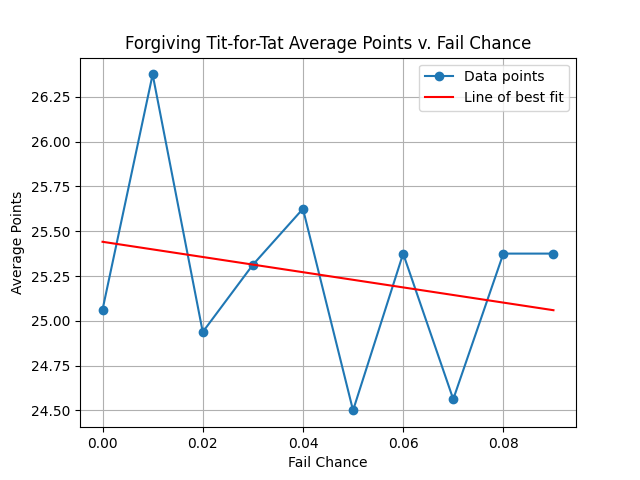 Forgiving Tit-for-Tat Average Points v. Fail Chance
Data points
Line of best fit
Average Points
26.25
26.00
25.75
25.50
25.25
25.00
24.75
24.50
0.00 0.02 0.04 0.06 0.08
Fail Chance